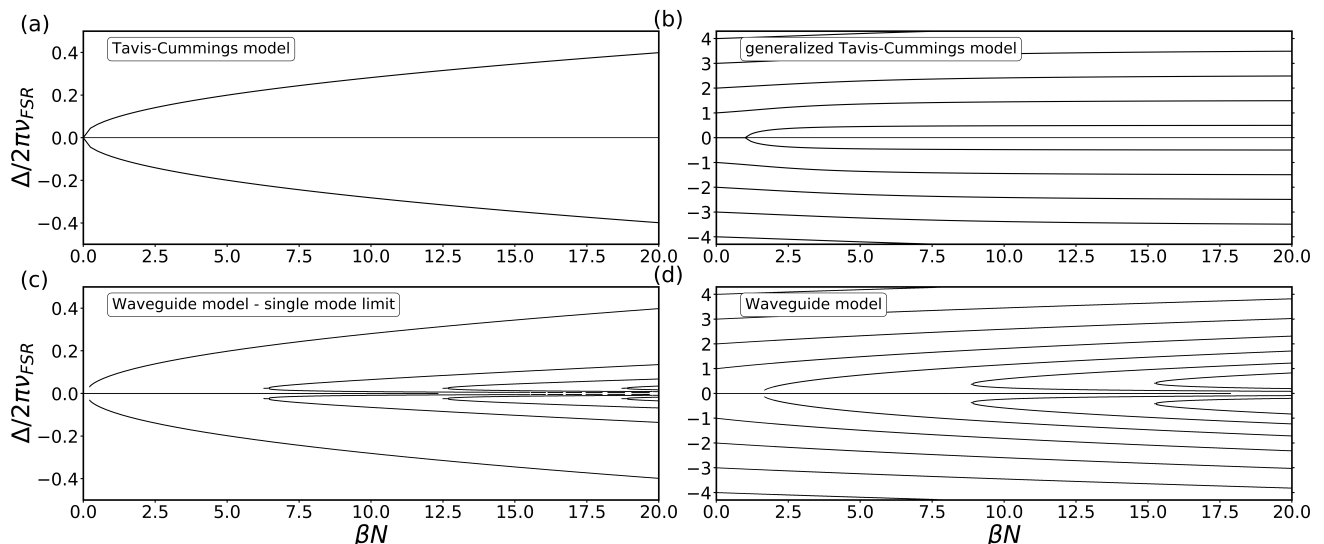 (a)
Tavis-Cummings model
Δ/2πν_FSR
0.4
0.2
0.0
−0.2
−0.4
0.0 2.5 5.0 7.5 10.0 12.5 15.0 17.5 20.0
(b)
generalized Tavis-Cummings model
4
3
2
1
0
−1
−2
−3
−4
0.0 2.5 5.0 7.5 10.0 12.5 15.0 17.5 20.0
(c)
Waveguide model - single mode limit
Δ/2πν_FSR
0.4
0.2
0.0
−0.2
−0.4
0.0 2.5 5.0 7.5 10.0 12.5 15.0 17.5 20.0
βN
(d)
Waveguide model
4
3
2
1
0
−1
−2
−3
−4
0.0 2.5 5.0 7.5 10.0 12.5 15.0 17.5 20.0
βN